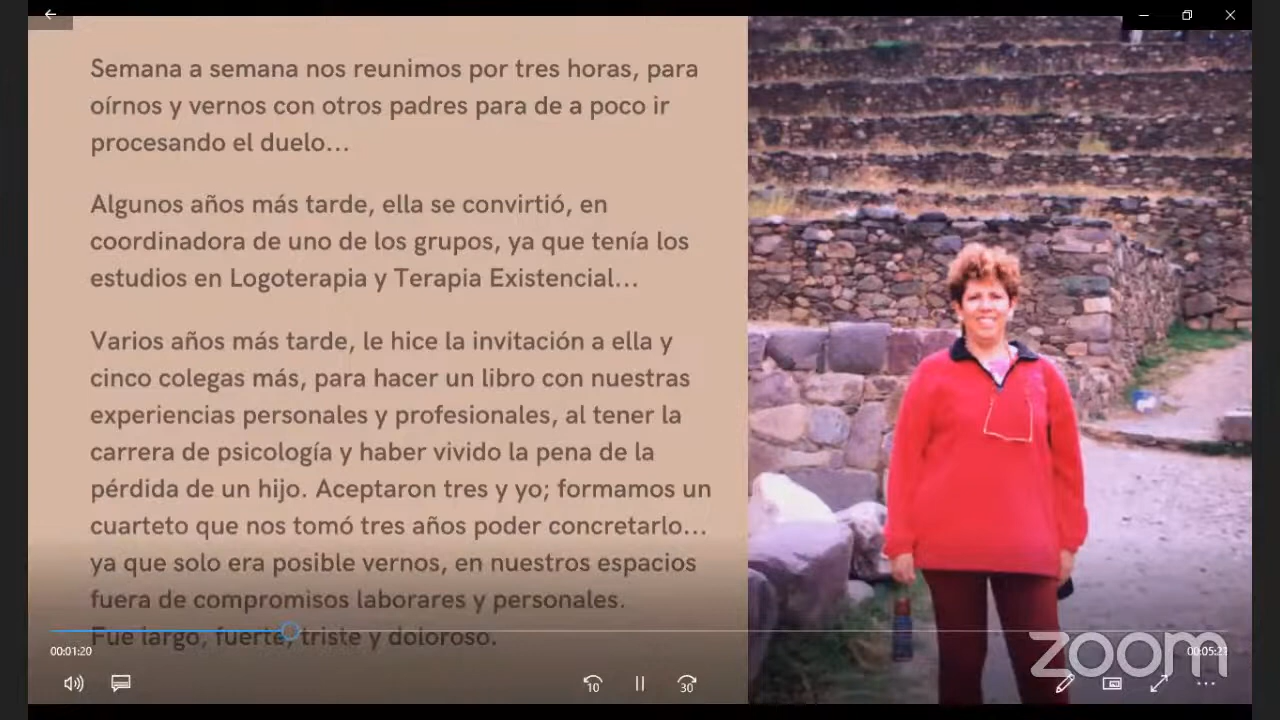 Semana a semana nos reunimos por tres horas, para
oírnos y vernos con otros padres para de a poco ir
procesando el duelo...
Algunos años más tarde, ella se convirtió, en
coordinadora de uno de los grupos, ya que tenía los
estudios en Logoterapia y Terapia Existencial...
Varios años más tarde, le hice la invitación a ella y
cinco colegas más, para hacer un libro con nuestras
experiencias personales y profesionales, al tener la
carrera de psicología y haber vivido la pena de la
pérdida de un hijo. Aceptaron tres y yo; formamos un
cuarteto que nos tomó tres años poder concretarlo...
ya que solo era posible vernos, en nuestros espacios
fuera de compromisos laborares y personales.
Fue largo, fuerte, triste y doloroso.
00:01:20
10
30
zoom